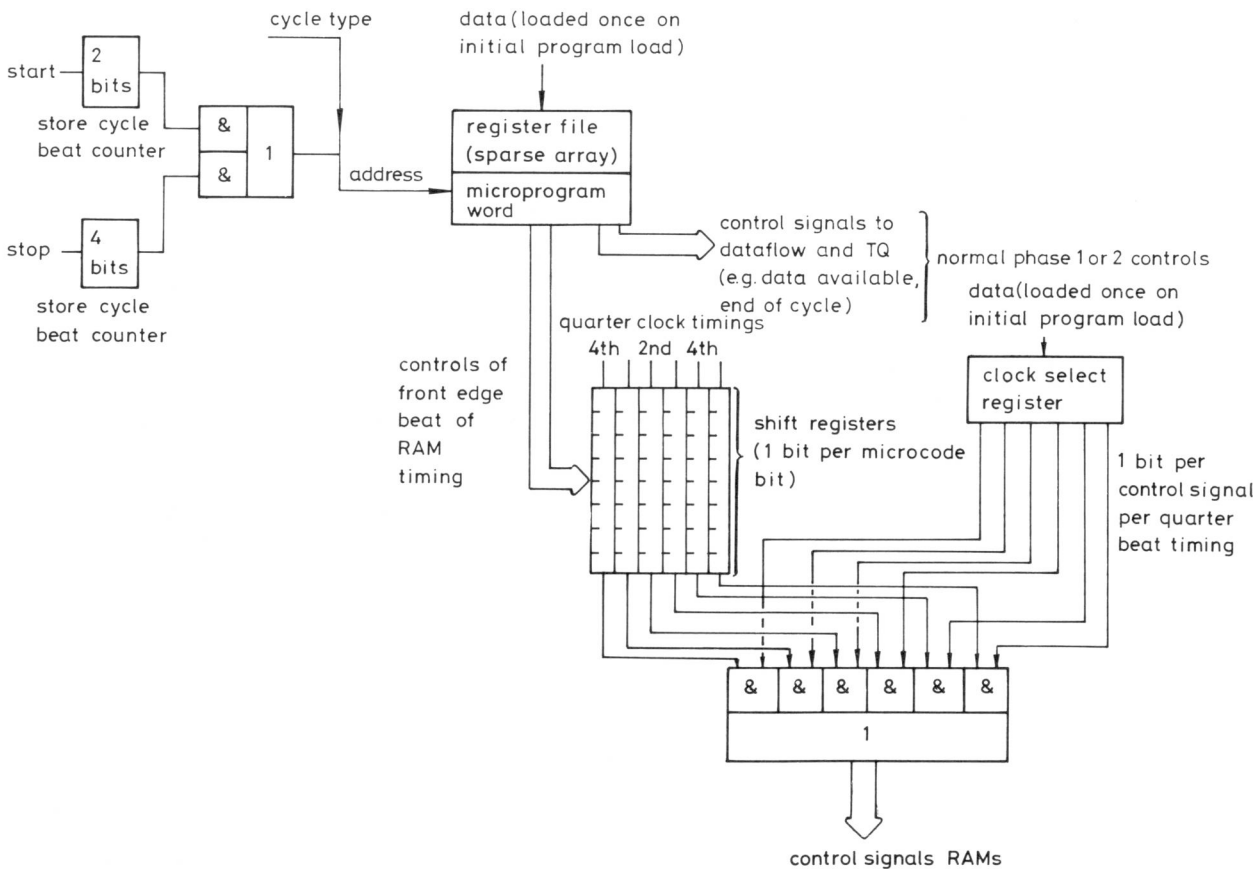 cycle type
data (loaded once on
initial program load)
start
2
bits
store cycle
beat counter
&
&
1
address
register file
(sparse array)
microprogram
word
stop
4
bits
store cycle
beat counter
control signals to
dataflow and TQ
(e.g. data available,
end of cycle)
normal phase 1 or 2 controls
data (loaded once on
initial program load)
quarter clock timings
4th 2nd 4th
controls of
front edge
beat of
RAM
timing
shift registers
(1 bit per microcode
bit)
clock select
register
1 bit per
control signal
per quarter
beat timing
& & & & & &
1
control signals RAMs